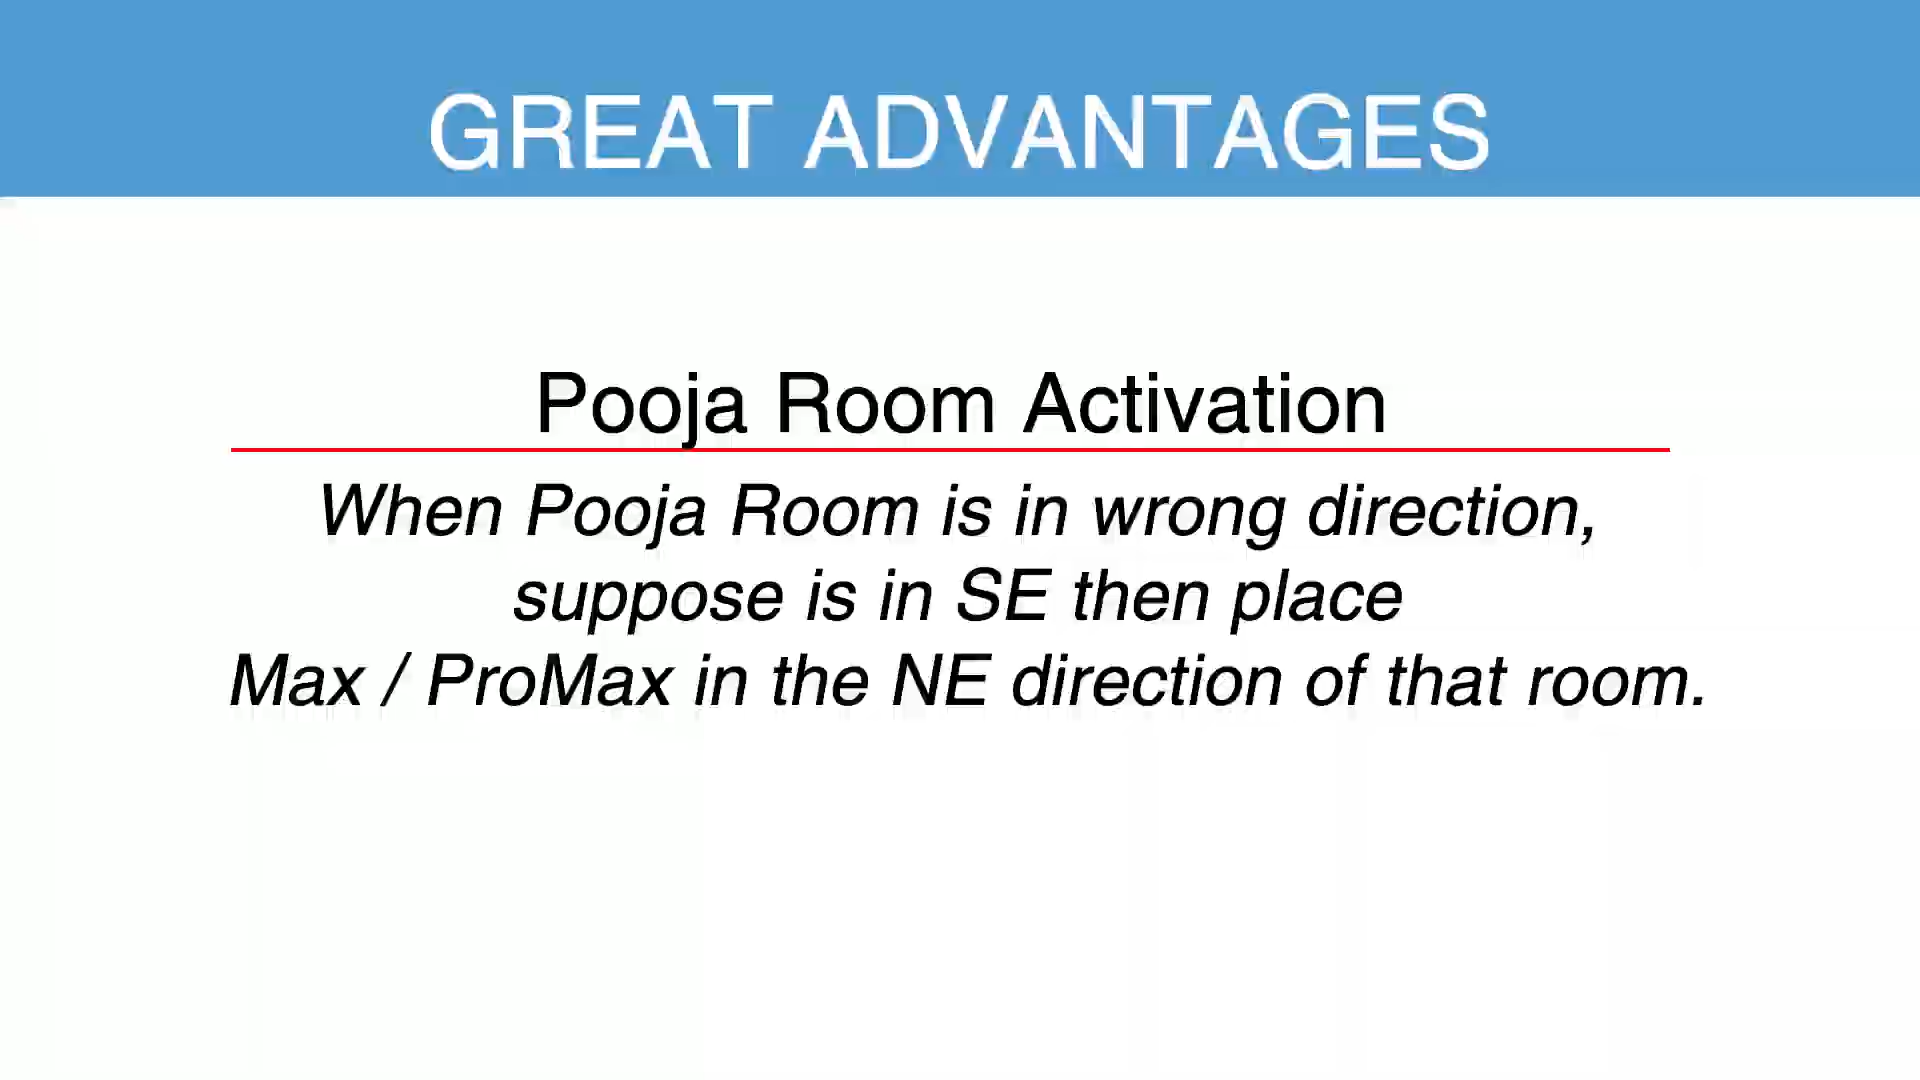 GREAT ADVANTAGES
Pooja Room Activation
When Pooja Room is in wrong direction,
suppose is in SE then place
Max / ProMax in the NE direction of that room.